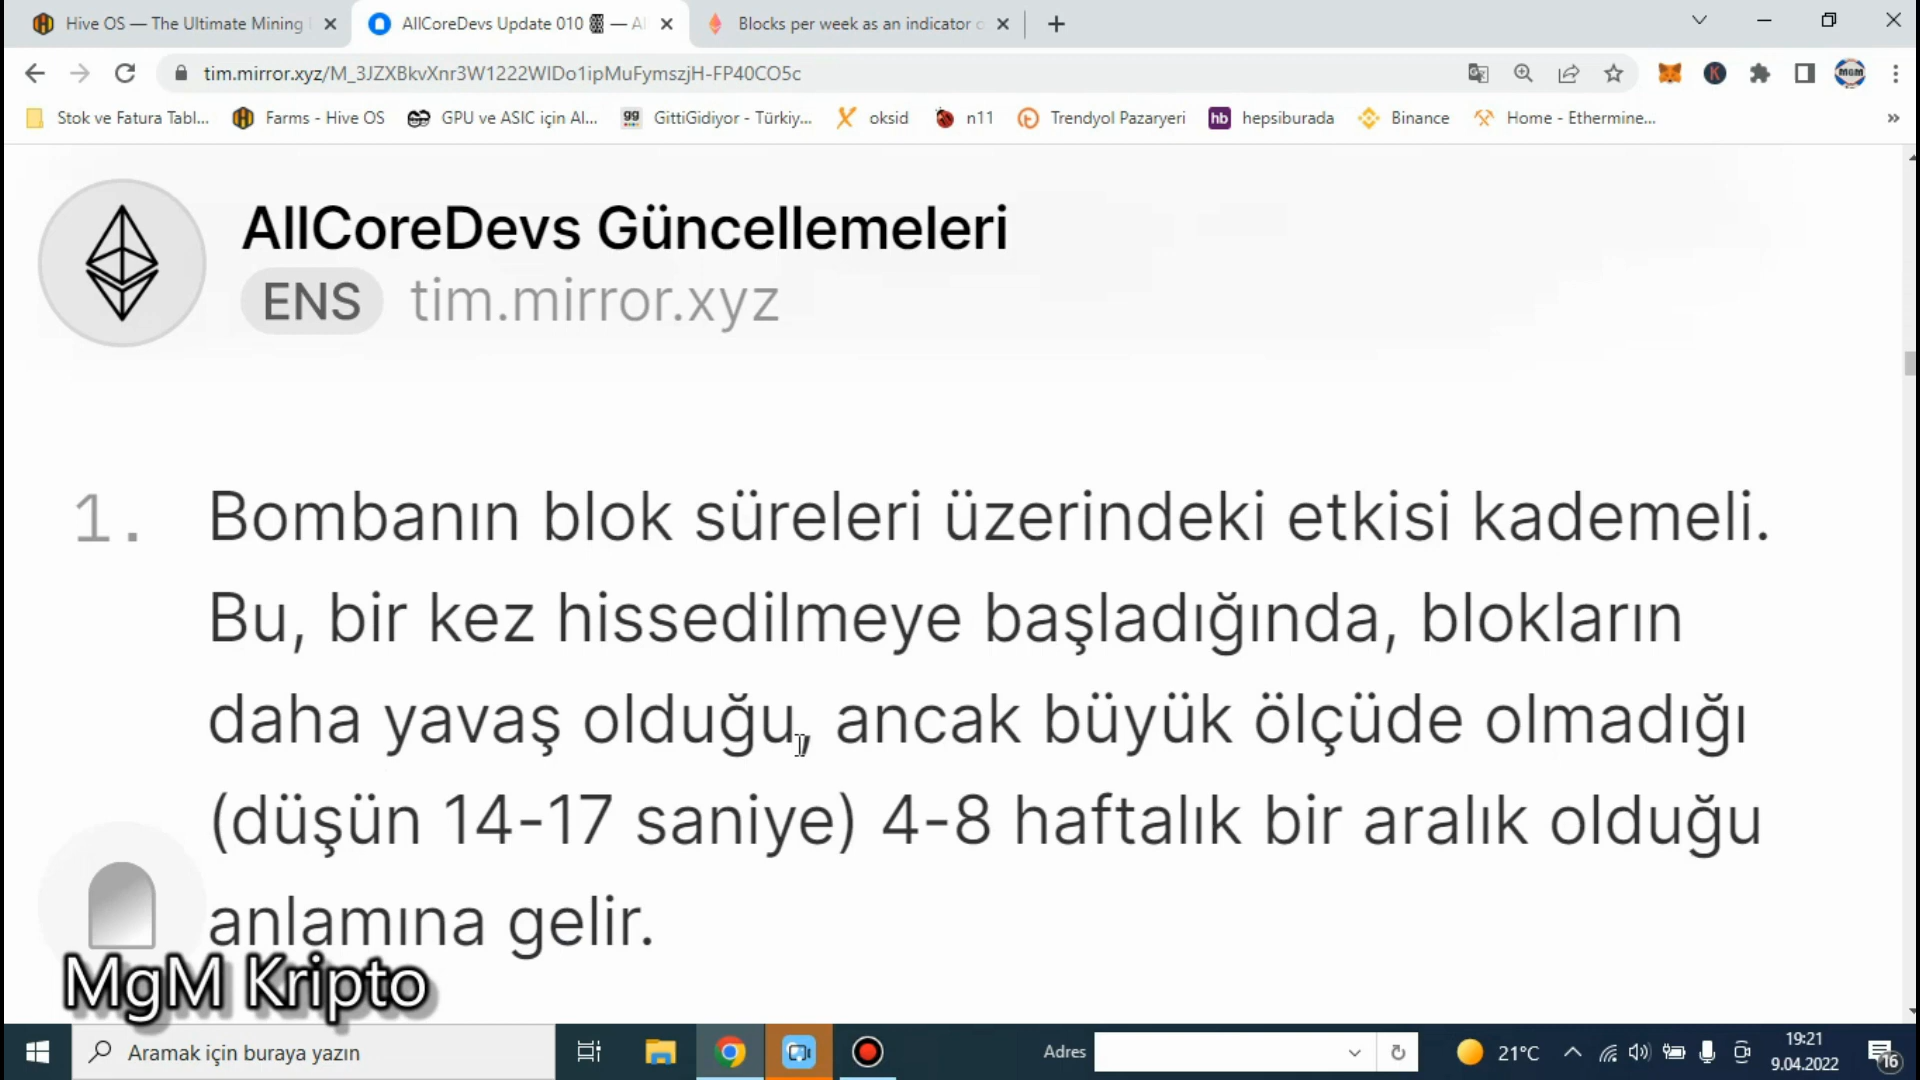 Hive OS — The Ultimate Mining
AllCoreDevs Update 010 — Al
Blocks per week as an indicator o
tim.mirror.xyz/M_3JZXBkvXnr3W1222WIDo1ipMuFymszjH-FP40CO5c
Stok ve Fatura Tabl...
Farms - Hive OS
GPU ve ASIC için Al...
gg
GittiGidiyor - Türkiy...
oksid
n11
Trendyol Pazaryeri
hb
hepsiburada
Binance
Home - Ethermine...
»
AllCoreDevs Güncellemeleri
ENS tim.mirror.xyz
1. Bombanın blok süreleri üzerindeki etkisi kademeli.
Bu, bir kez hissedilmeye başladığında, blokların
daha yavaş olduğu, ancak büyük ölçüde olmadığı
(düşün 14-17 saniye) 4-8 haftalık bir aralık olduğu
anlamına gelir.
MgM Kripto
Aramak için buraya yazın
Adres
21°C
19:21
9.04.2022
16